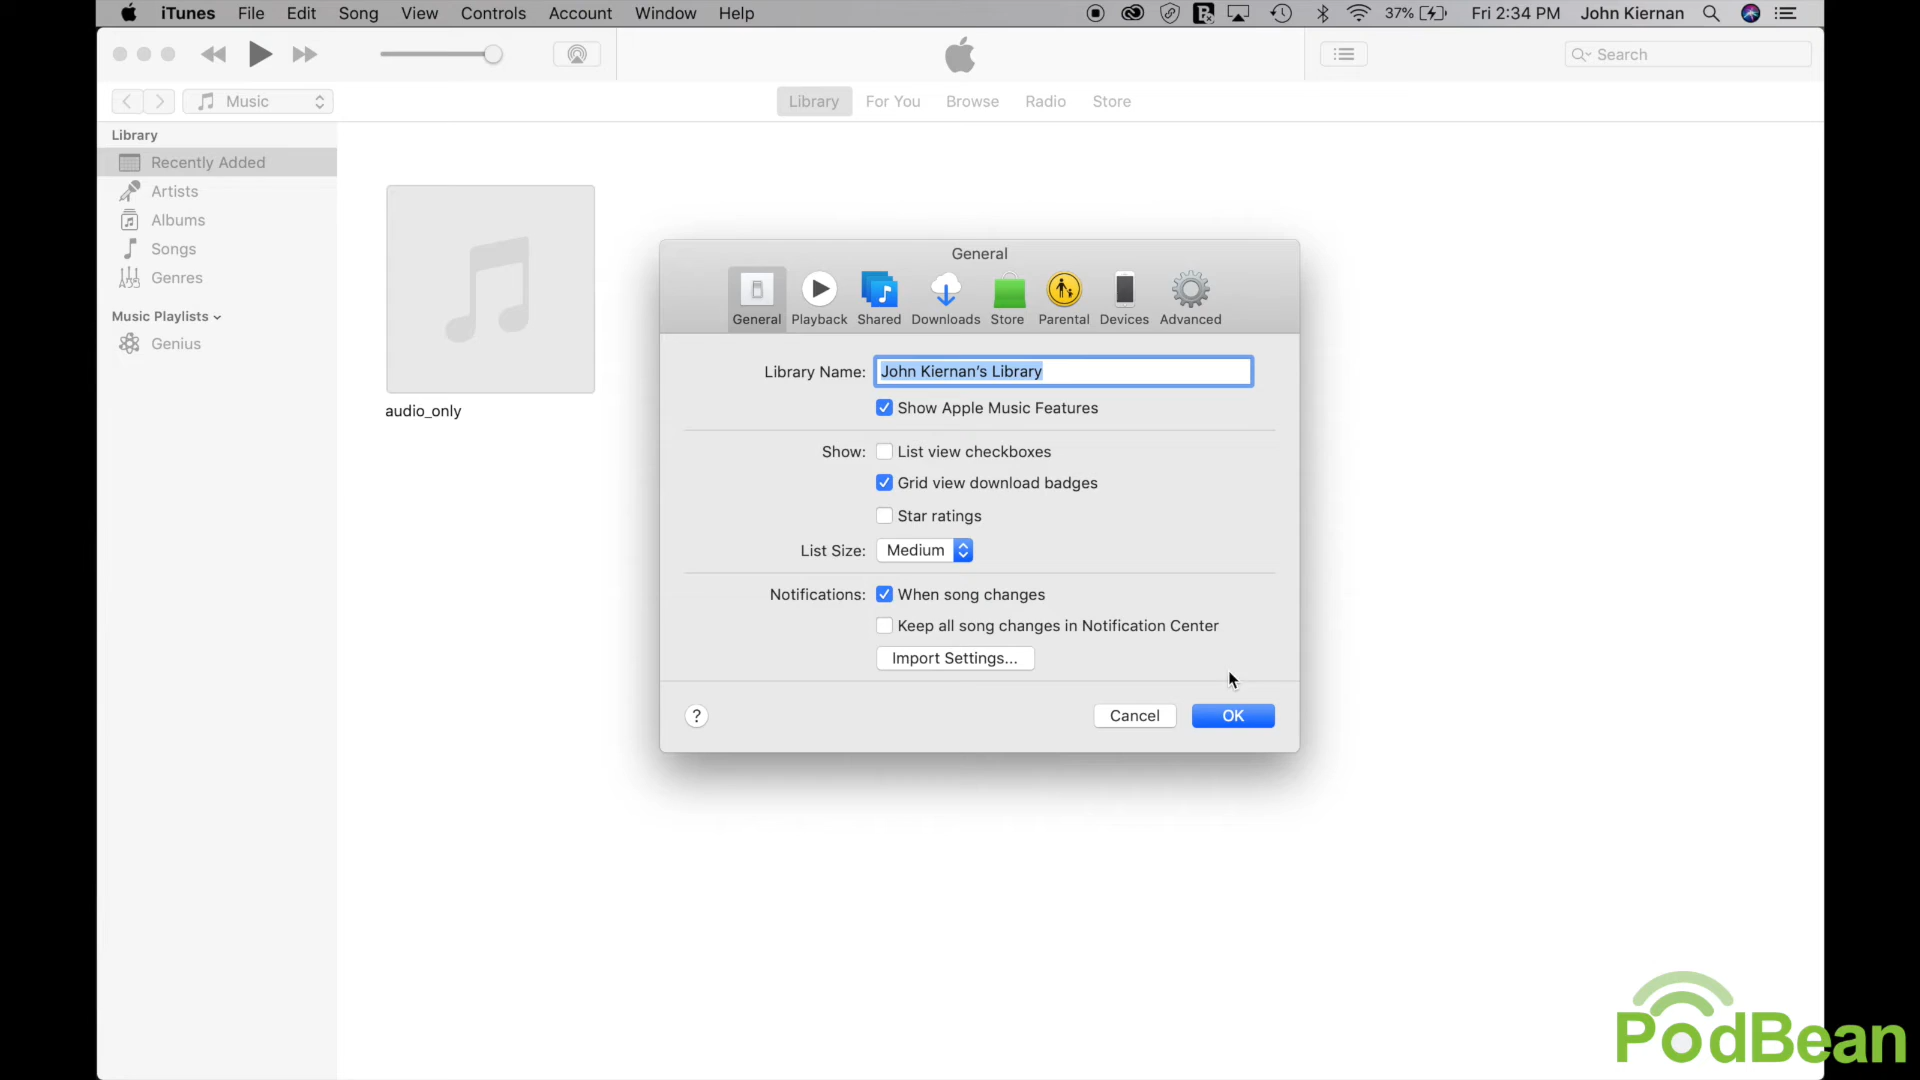 iTunes File Edit Song View Controls Account Window Help 37% Fri 2:34 PM John Kiernan
Search
Music
Library For You Browse Radio Store
Library
Recently Added
Artists
Albums
Songs
Genres
Music Playlists
Genius
audio_only
General
General Playback Shared Downloads Store Parental Devices Advanced
Library Name: John Kiernan's Library
Show Apple Music Features
Show: List view checkboxes
Grid view download badges
Star ratings
List Size: Medium
Notifications: When song changes
Keep all song changes in Notification Center
Import Settings...
? Cancel OK
PodBean